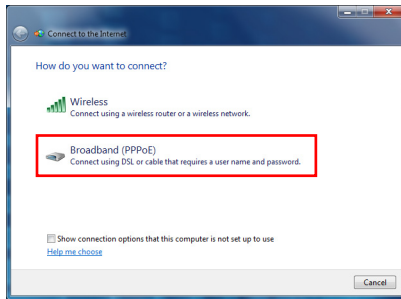 Connect to the Internet
How do you want to connect?
Wireless
Connect using a wireless router or a wireless network.
Broadband (PPPoE)
Connect using DSL or cable that requires a user name and password.
Show connection options that this computer is not set up to use
Help me choose
Cancel